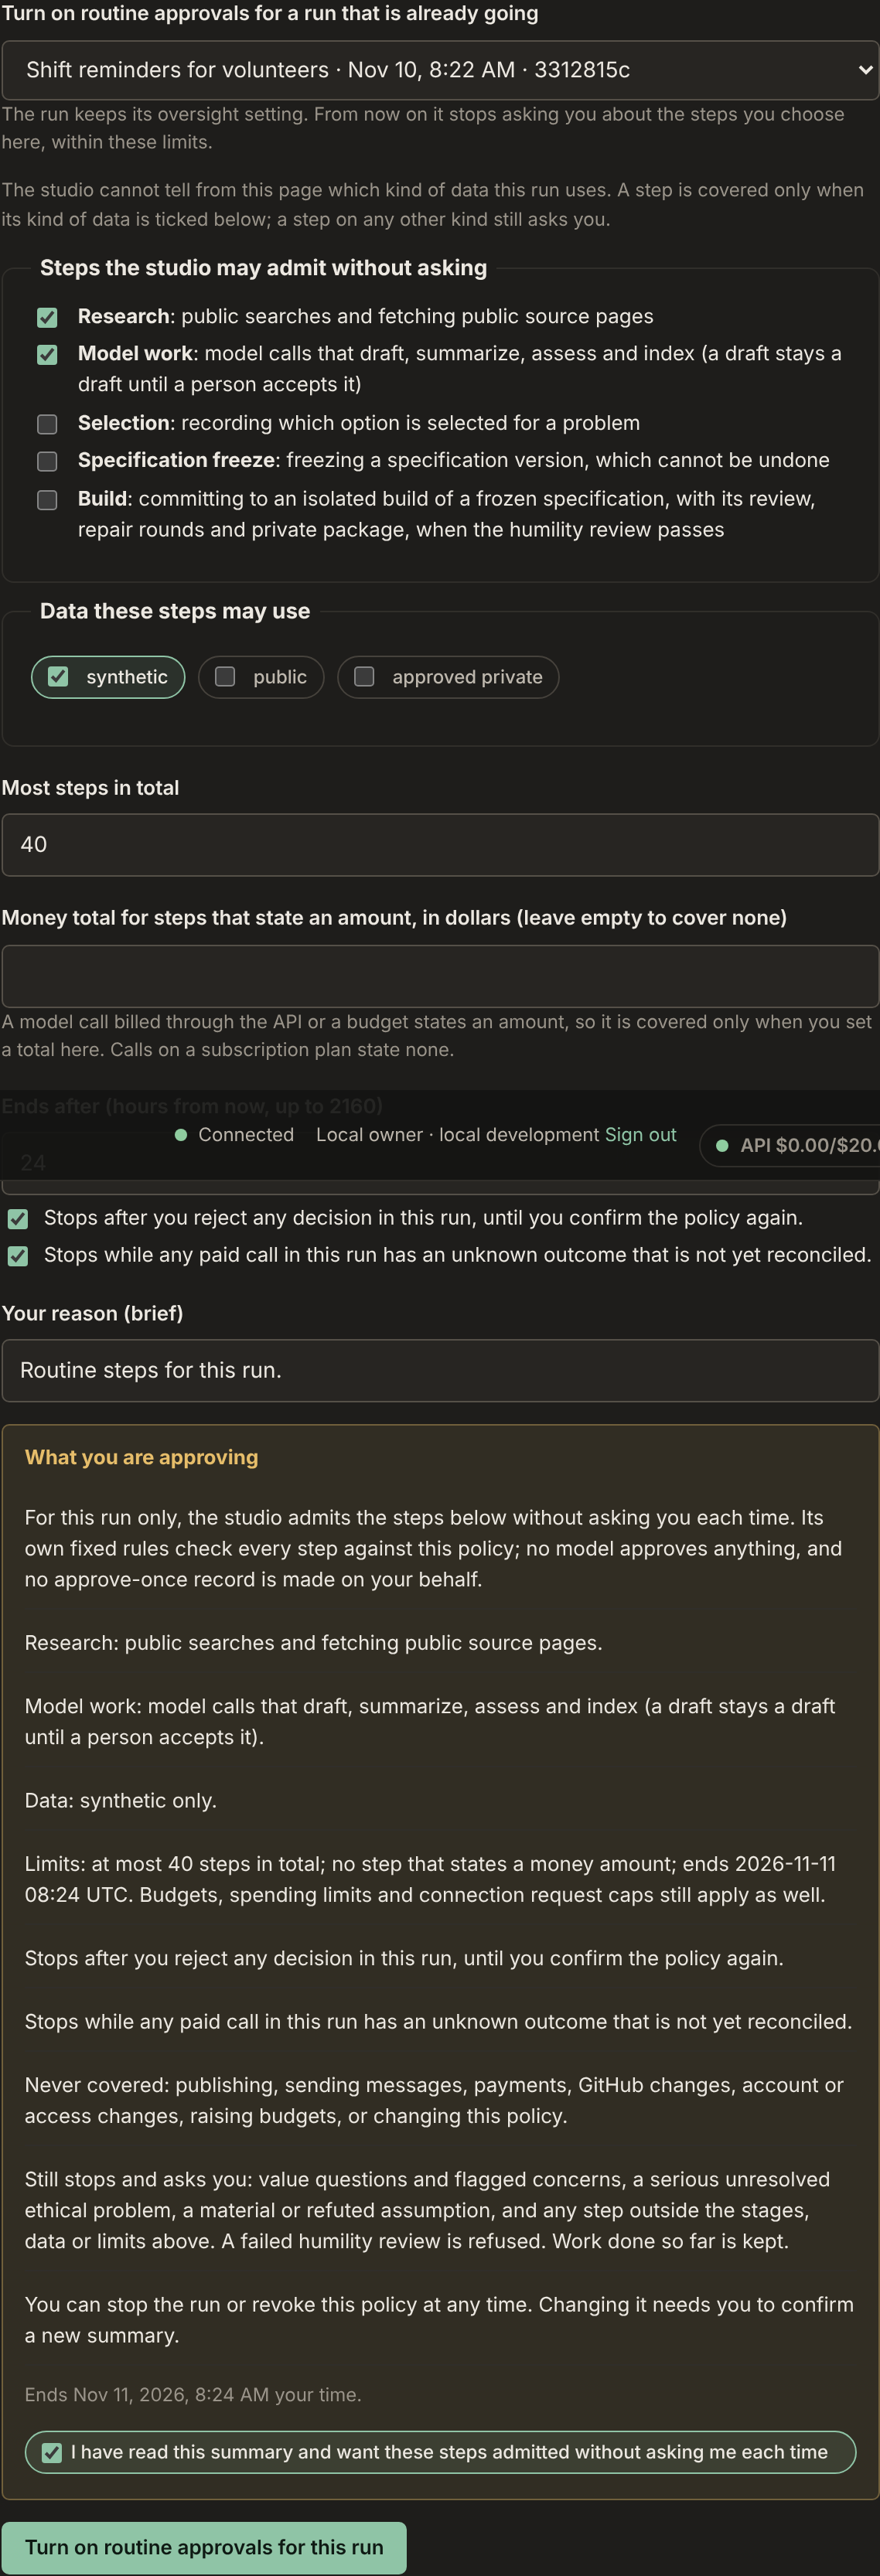 Turn on routine approvals for a run that is already going
Shift reminders for volunteers · Nov 10, 8:22 AM · 3312815c
The run keeps its oversight setting. From now on it stops asking you about the steps you choose
here, within these limits.
The studio cannot tell from this page which kind of data this run uses. A step is covered only when
its kind of data is ticked below; a step on any other kind still asks you.
Steps the studio may admit without asking
Research: public searches and fetching public source pages
Model work: model calls that draft, summarize, assess and index (a draft stays a
draft until a person accepts it)
Selection: recording which option is selected for a problem
Specification freeze: freezing a specification version, which cannot be undone
Build: committing to an isolated build of a frozen specification, with its review,
repair rounds and private package, when the humility review passes
Data these steps may use
synthetic public approved private
Most steps in total
40
Money total for steps that state an amount, in dollars (leave empty to cover none)
A model call billed through the API or a budget states an amount, so it is covered only when you set
a total here. Calls on a subscription plan state none.
Ends after (hours from now, up to 2160)
Connected Local owner · local development Sign out API $0.00/$20.
24
Stops after you reject any decision in this run, until you confirm the policy again.
Stops while any paid call in this run has an unknown outcome that is not yet reconciled.
Your reason (brief)
Routine steps for this run.
What you are approving
For this run only, the studio admits the steps below without asking you each time. Its
own fixed rules check every step against this policy; no model approves anything, and
no approve-once record is made on your behalf.
Research: public searches and fetching public source pages.
Model work: model calls that draft, summarize, assess and index (a draft stays a draft
until a person accepts it).
Data: synthetic only.
Limits: at most 40 steps in total; no step that states a money amount; ends 2026-11-11
08:24 UTC. Budgets, spending limits and connection request caps still apply as well.
Stops after you reject any decision in this run, until you confirm the policy again.
Stops while any paid call in this run has an unknown outcome that is not yet reconciled.
Never covered: publishing, sending messages, payments, GitHub changes, account or
access changes, raising budgets, or changing this policy.
Still stops and asks you: value questions and flagged concerns, a serious unresolved
ethical problem, a material or refuted assumption, and any step outside the stages,
data or limits above. A failed humility review is refused. Work done so far is kept.
You can stop the run or revoke this policy at any time. Changing it needs you to confirm
a new summary.
Ends Nov 11, 2026, 8:24 AM your time.
I have read this summary and want these steps admitted without asking me each time
Turn on routine approvals for this run